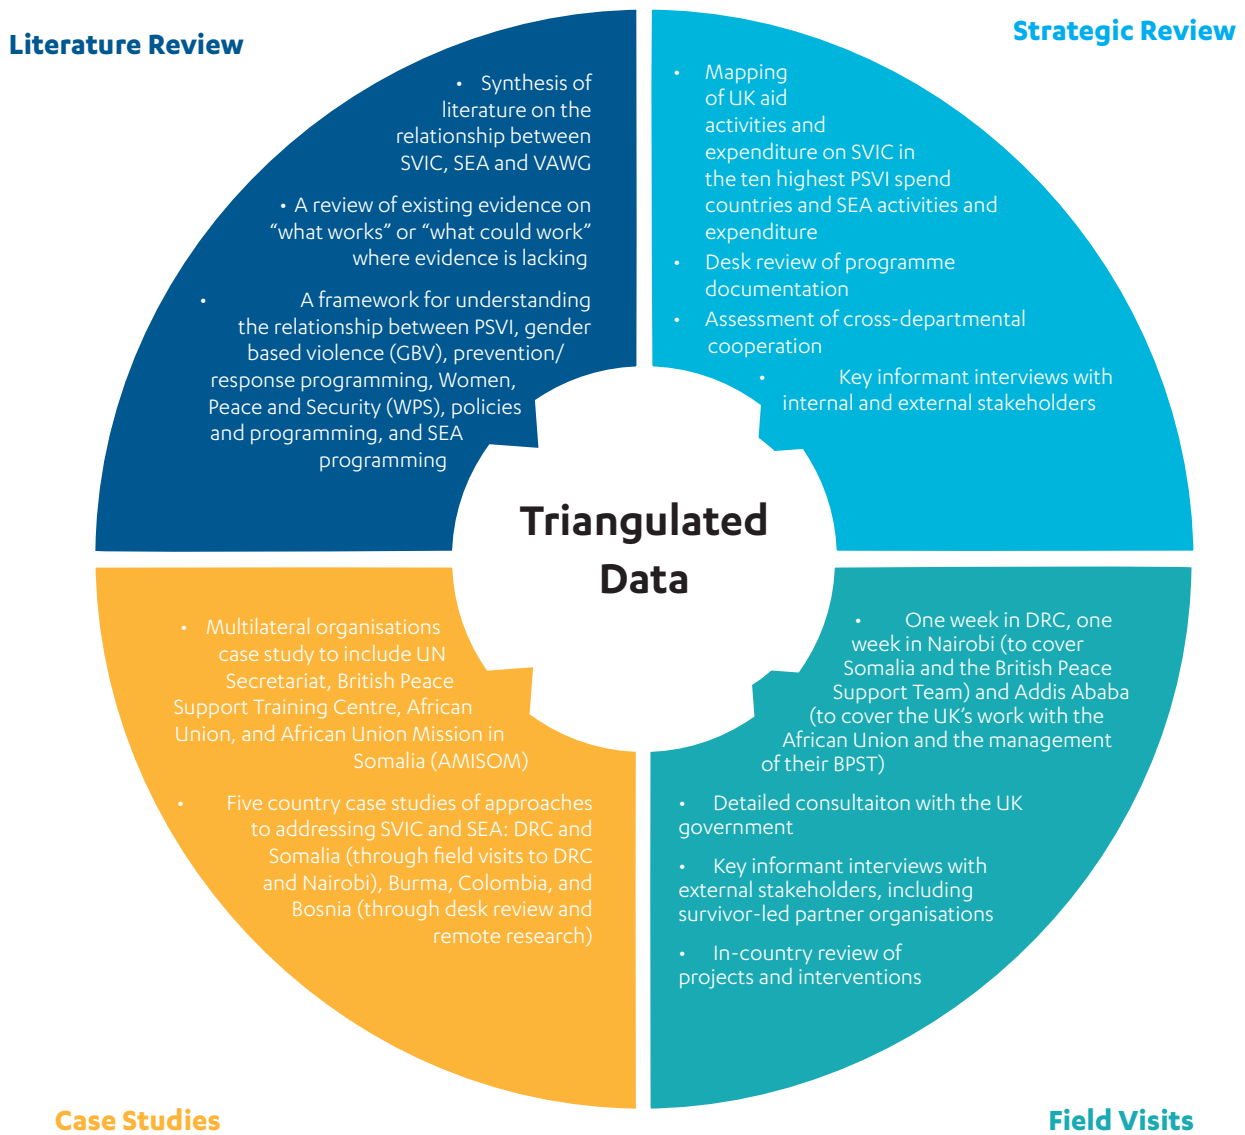 Literature Review
• Synthesis of
literature on the
relationship between
SVIC, SEA and VAWG
• A review of existing evidence on
“what works” or “what could work”
where evidence is lacking
• A framework for understanding
the relationship between PSVI, gender
based violence (GBV), prevention/
response programming, Women,
Peace and Security (WPS), policies
and programming, and SEA
programming
Strategic Review
• Mapping
of UK aid
activities and
expenditure on SVIC in
the ten highest PSVI spend
countries and SEA activities and
expenditure
• Desk review of programme
documentation
• Assessment of cross-departmental
cooperation
• Key informant interviews with
internal and external stakeholders
Triangulated
Data
• Multilateral organisations
case study to include UN
Secretariat, British Peace
Support Training Centre, African
Union, and African Union Mission in
Somalia (AMISOM)
• Five country case studies of approaches
to addressing SVIC and SEA: DRC and
Somalia (through field visits to DRC
and Nairobi), Burma, Colombia, and
Bosnia (through desk review and
remote research)
Case Studies
• One week in DRC, one
week in Nairobi (to cover
Somalia and the British Peace
Support Team) and Addis Ababa
(to cover the UK’s work with the
African Union and the management
of their BPST)
• Detailed consultaiton with the UK
government
• Key informant interviews with
external stakeholders, including
survivor-led partner organisations
• In-country review of
projects and interventions
Field Visits